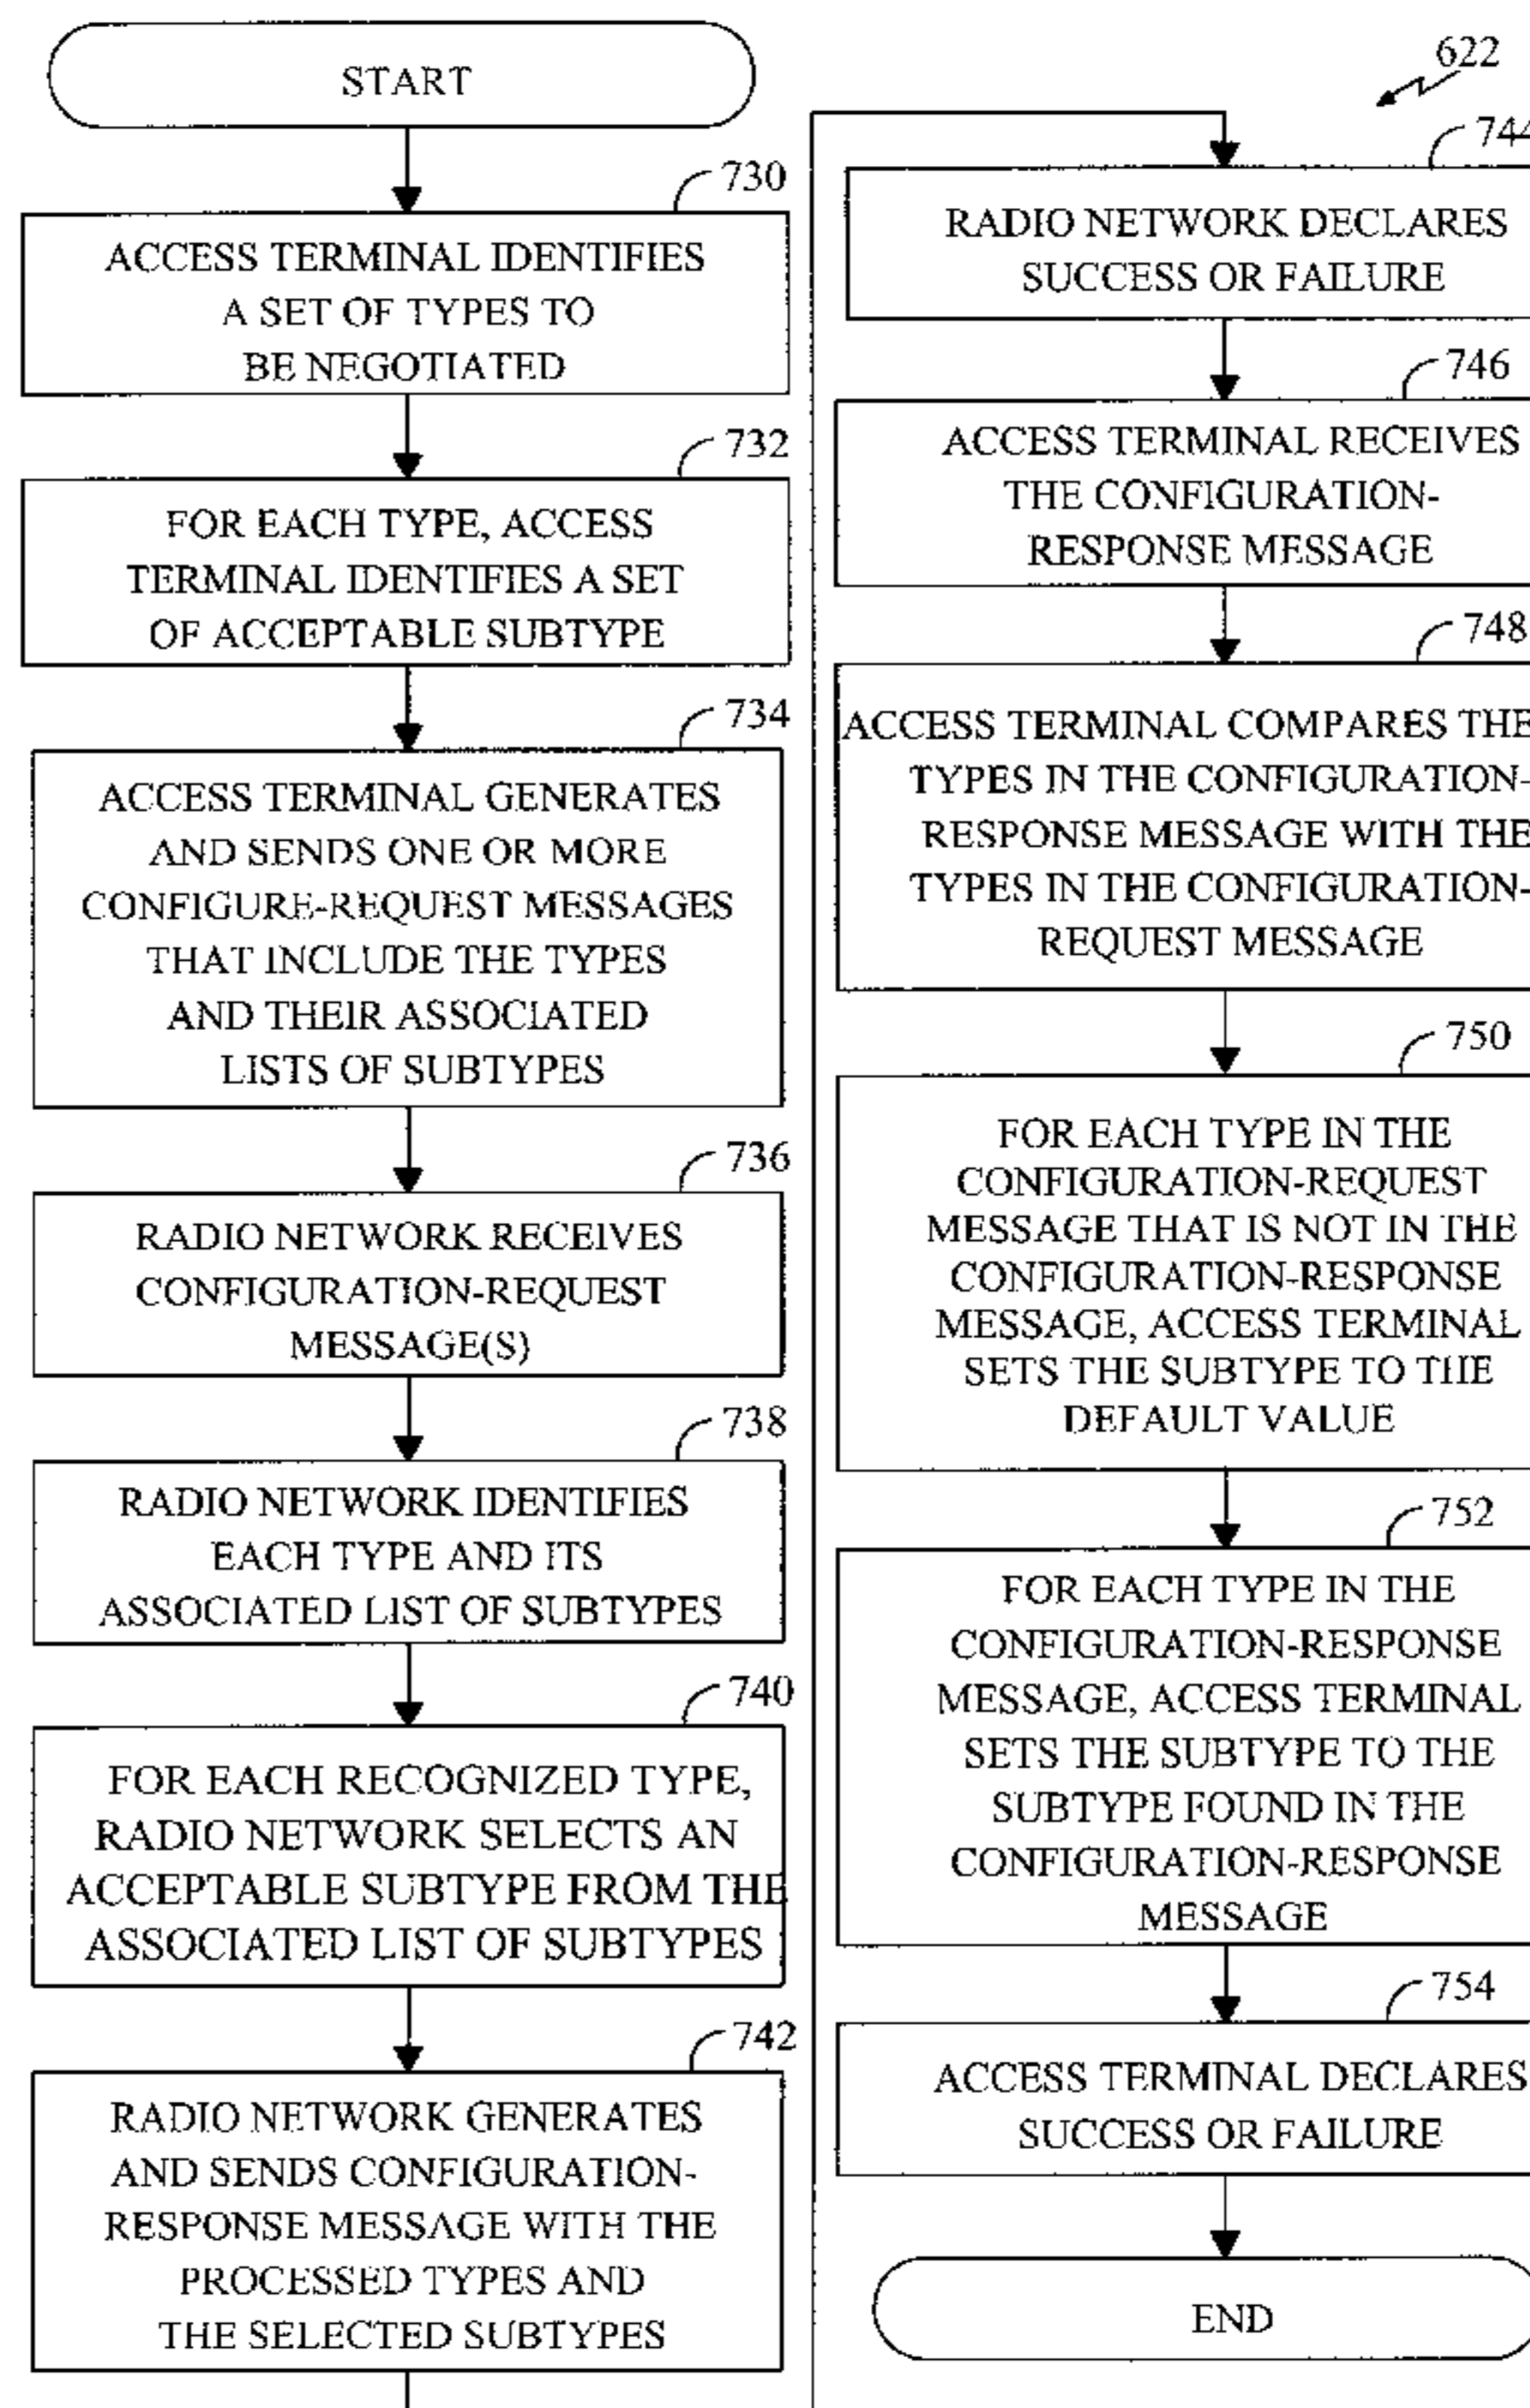 START
730
ACCESS TERMINAL IDENTIFIES
A SET OF TYPES TO
BE NEGOTIATED
732
FOR EACH TYPE, ACCESS
TERMINAL IDENTIFIES A SET
OF ACCEPTABLE SUBTYPE
734
ACCESS TERMINAL GENERATES
AND SENDS ONE OR MORE
CONFIGURE-REQUEST MESSAGES
THAT INCLUDE THE TYPES
AND THEIR ASSOCIATED
LISTS OF SUBTYPES
736
RADIO NETWORK RECEIVES
CONFIGURATION-REQUEST
MESSAGE(S)
738
RADIO NETWORK IDENTIFIES
EACH TYPE AND ITS
ASSOCIATED LIST OF SUBTYPES
740
FOR EACH RECOGNIZED TYPE,
RADIO NETWORK SELECTS AN
ACCEPTABLE SUBTYPE FROM THE
ASSOCIATED LIST OF SUBTYPES
742
RADIO NETWORK GENERATES
AND SENDS CONFIGURATION-
RESPONSE MESSAGE WITH THE
PROCESSED TYPES AND
THE SELECTED SUBTYPES
622
744
RADIO NETWORK DECLARES
SUCCESS OR FAILURE
746
ACCESS TERMINAL RECEIVES
THE CONFIGURATION-
RESPONSE MESSAGE
748
ACCESS TERMINAL COMPARES THE
TYPES IN THE CONFIGURATION-
RESPONSE MESSAGE WITH THE
TYPES IN THE CONFIGURATION-
REQUEST MESSAGE
750
FOR EACH TYPE IN THE
CONFIGURATION-REQUEST
MESSAGE THAT IS NOT IN THE
CONFIGURATION-RESPONSE
MESSAGE, ACCESS TERMINAL
SETS THE SUBTYPE TO THE
DEFAULT VALUE
752
FOR EACH TYPE IN THE
CONFIGURATION-RESPONSE
MESSAGE, ACCESS TERMINAL
SETS THE SUBTYPE TO THE
SUBTYPE FOUND IN THE
CONFIGURATION-RESPONSE
MESSAGE
754
ACCESS TERMINAL DECLARES
SUCCESS OR FAILURE
END